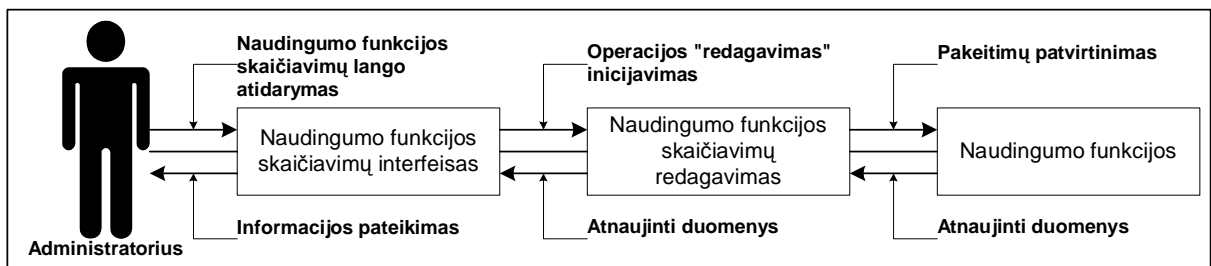 Naudingumo funkcijos
skaičiavimų lango
atidarymas
Operacijos "redagavimas"
inicijavimas
Pakeitimų patvirtinimas
Naudingumo funkcijos
skaičiavimų interfeisas
Naudingumo funkcijos
skaičiavimų
redagavimas
Naudingumo funkcijos
Informacijos pateikimas
Atnaujinti duomenys
Atnaujinti duomenys
Administratorius